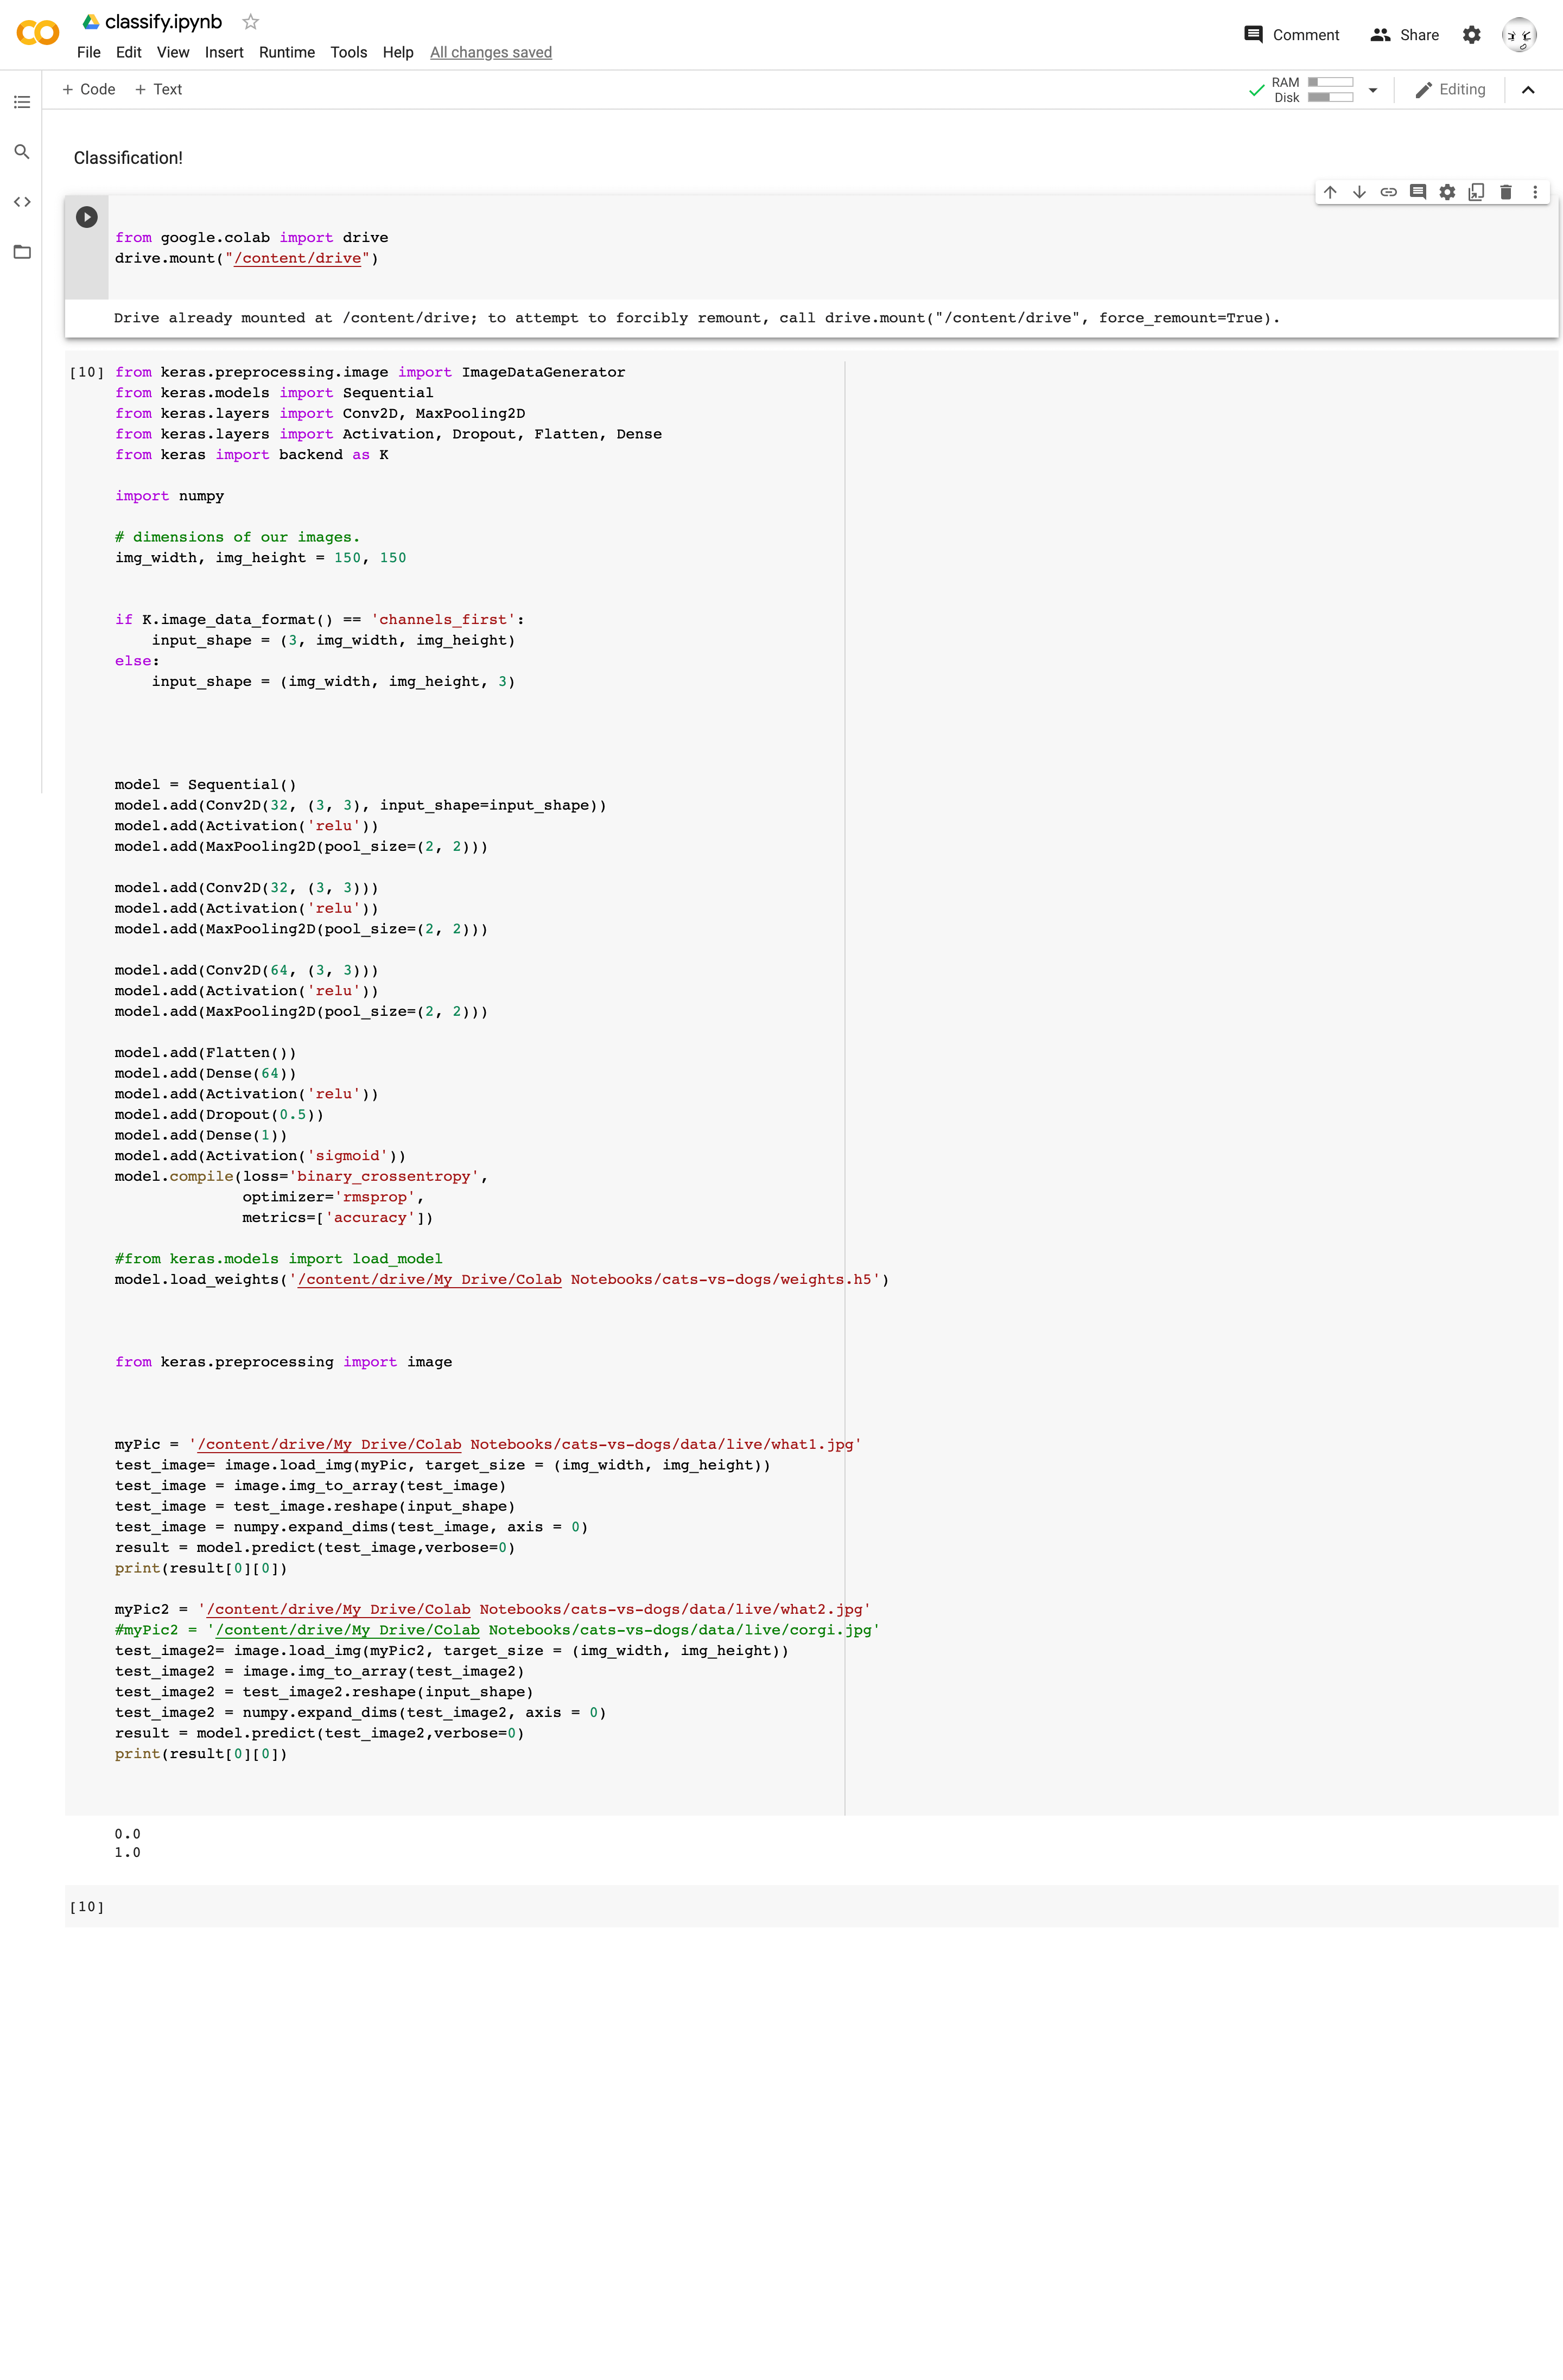 classify.ipynb
File Edit View Insert Runtime Tools Help All changes saved
Comment Share
+ Code + Text
RAM
Disk
Editing
Classification!
from google.colab import drive
drive.mount("/content/drive")
Drive already mounted at /content/drive; to attempt to forcibly remount, call drive.mount("/content/drive", force_remount=True).
[10] from keras.preprocessing.image import ImageDataGenerator
from keras.models import Sequential
from keras.layers import Conv2D, MaxPooling2D
from keras.layers import Activation, Dropout, Flatten, Dense
from keras import backend as K
import numpy
# dimensions of our images.
img_width, img_height = 150, 150
if K.image_data_format() == 'channels_first':
    input_shape = (3, img_width, img_height)
else:
    input_shape = (img_width, img_height, 3)
model = Sequential()
model.add(Conv2D(32, (3, 3), input_shape=input_shape))
model.add(Activation('relu'))
model.add(MaxPooling2D(pool_size=(2, 2)))
model.add(Conv2D(32, (3, 3)))
model.add(Activation('relu'))
model.add(MaxPooling2D(pool_size=(2, 2)))
model.add(Conv2D(64, (3, 3)))
model.add(Activation('relu'))
model.add(MaxPooling2D(pool_size=(2, 2)))
model.add(Flatten())
model.add(Dense(64))
model.add(Activation('relu'))
model.add(Dropout(0.5))
model.add(Dense(1))
model.add(Activation('sigmoid'))
model.compile(loss='binary_crossentropy',
              optimizer='rmsprop',
              metrics=['accuracy'])
#from keras.models import load_model
model.load_weights('/content/drive/My Drive/Colab Notebooks/cats-vs-dogs/weights.h5')
from keras.preprocessing import image
myPic = '/content/drive/My Drive/Colab Notebooks/cats-vs-dogs/data/live/what1.jpg'
test_image= image.load_img(myPic, target_size = (img_width, img_height))
test_image = image.img_to_array(test_image)
test_image = test_image.reshape(input_shape)
test_image = numpy.expand_dims(test_image, axis = 0)
result = model.predict(test_image,verbose=0)
print(result[0][0])
myPic2 = '/content/drive/My Drive/Colab Notebooks/cats-vs-dogs/data/live/what2.jpg'
#myPic2 = '/content/drive/My Drive/Colab Notebooks/cats-vs-dogs/data/live/corgi.jpg'
test_image2= image.load_img(myPic2, target_size = (img_width, img_height))
test_image2 = image.img_to_array(test_image2)
test_image2 = test_image2.reshape(input_shape)
test_image2 = numpy.expand_dims(test_image2, axis = 0)
result = model.predict(test_image2,verbose=0)
print(result[0][0])
0.0
1.0
[10]